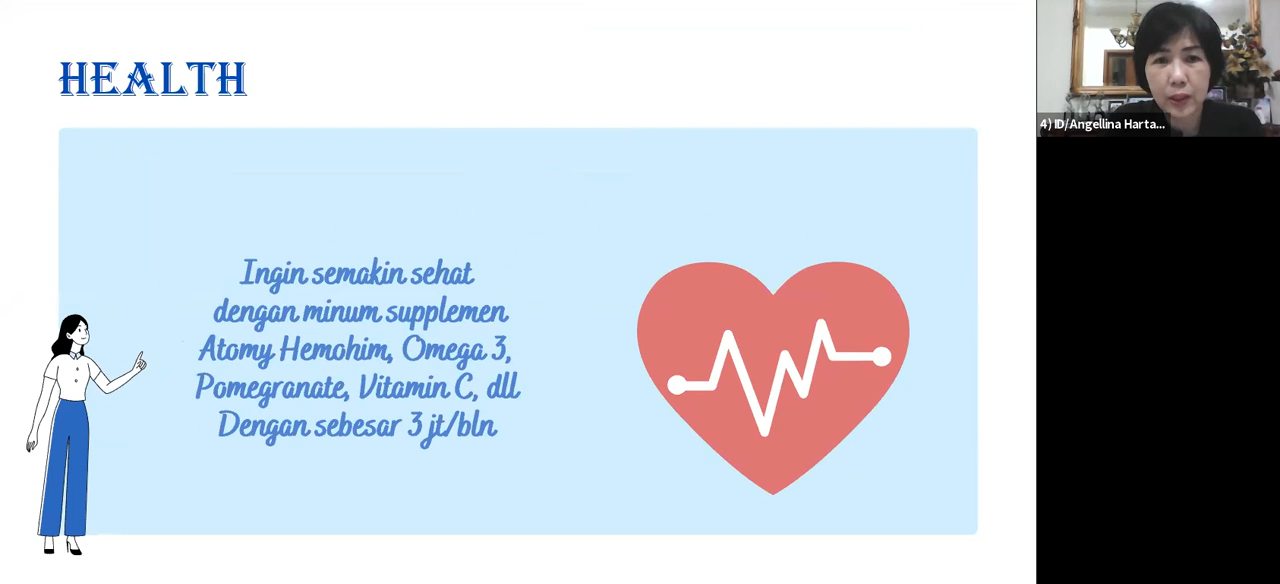 HEALTH
Ingin semakin sehat
dengan minum supplemen
Atomy Hemohim, Omega 3,
Pomegranate, Vitamin C, dll
Dengan sebesar 3 jt/bln
4) ID/Angellina Harta...